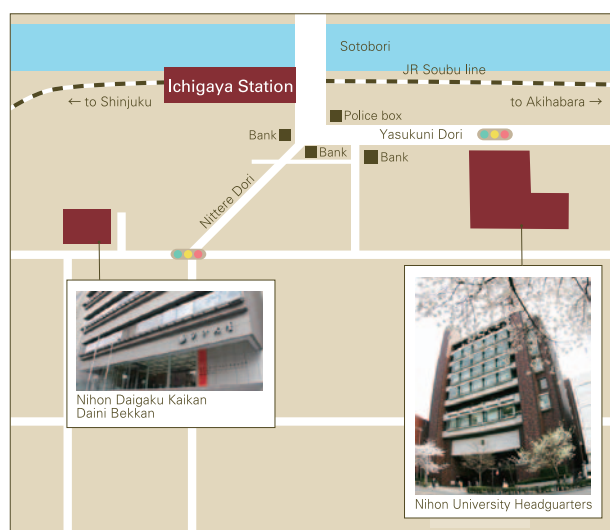 Sotobori
JR Soubu line
Ichigaya Station
← to Shinjuku
to Akihabara →
Police box
Bank
Yasukuni Dori
Bank
Bank
Nittere Dori
Nihon Daigaku Kaikan
Daini Bekkan
Nihon University Headquarters